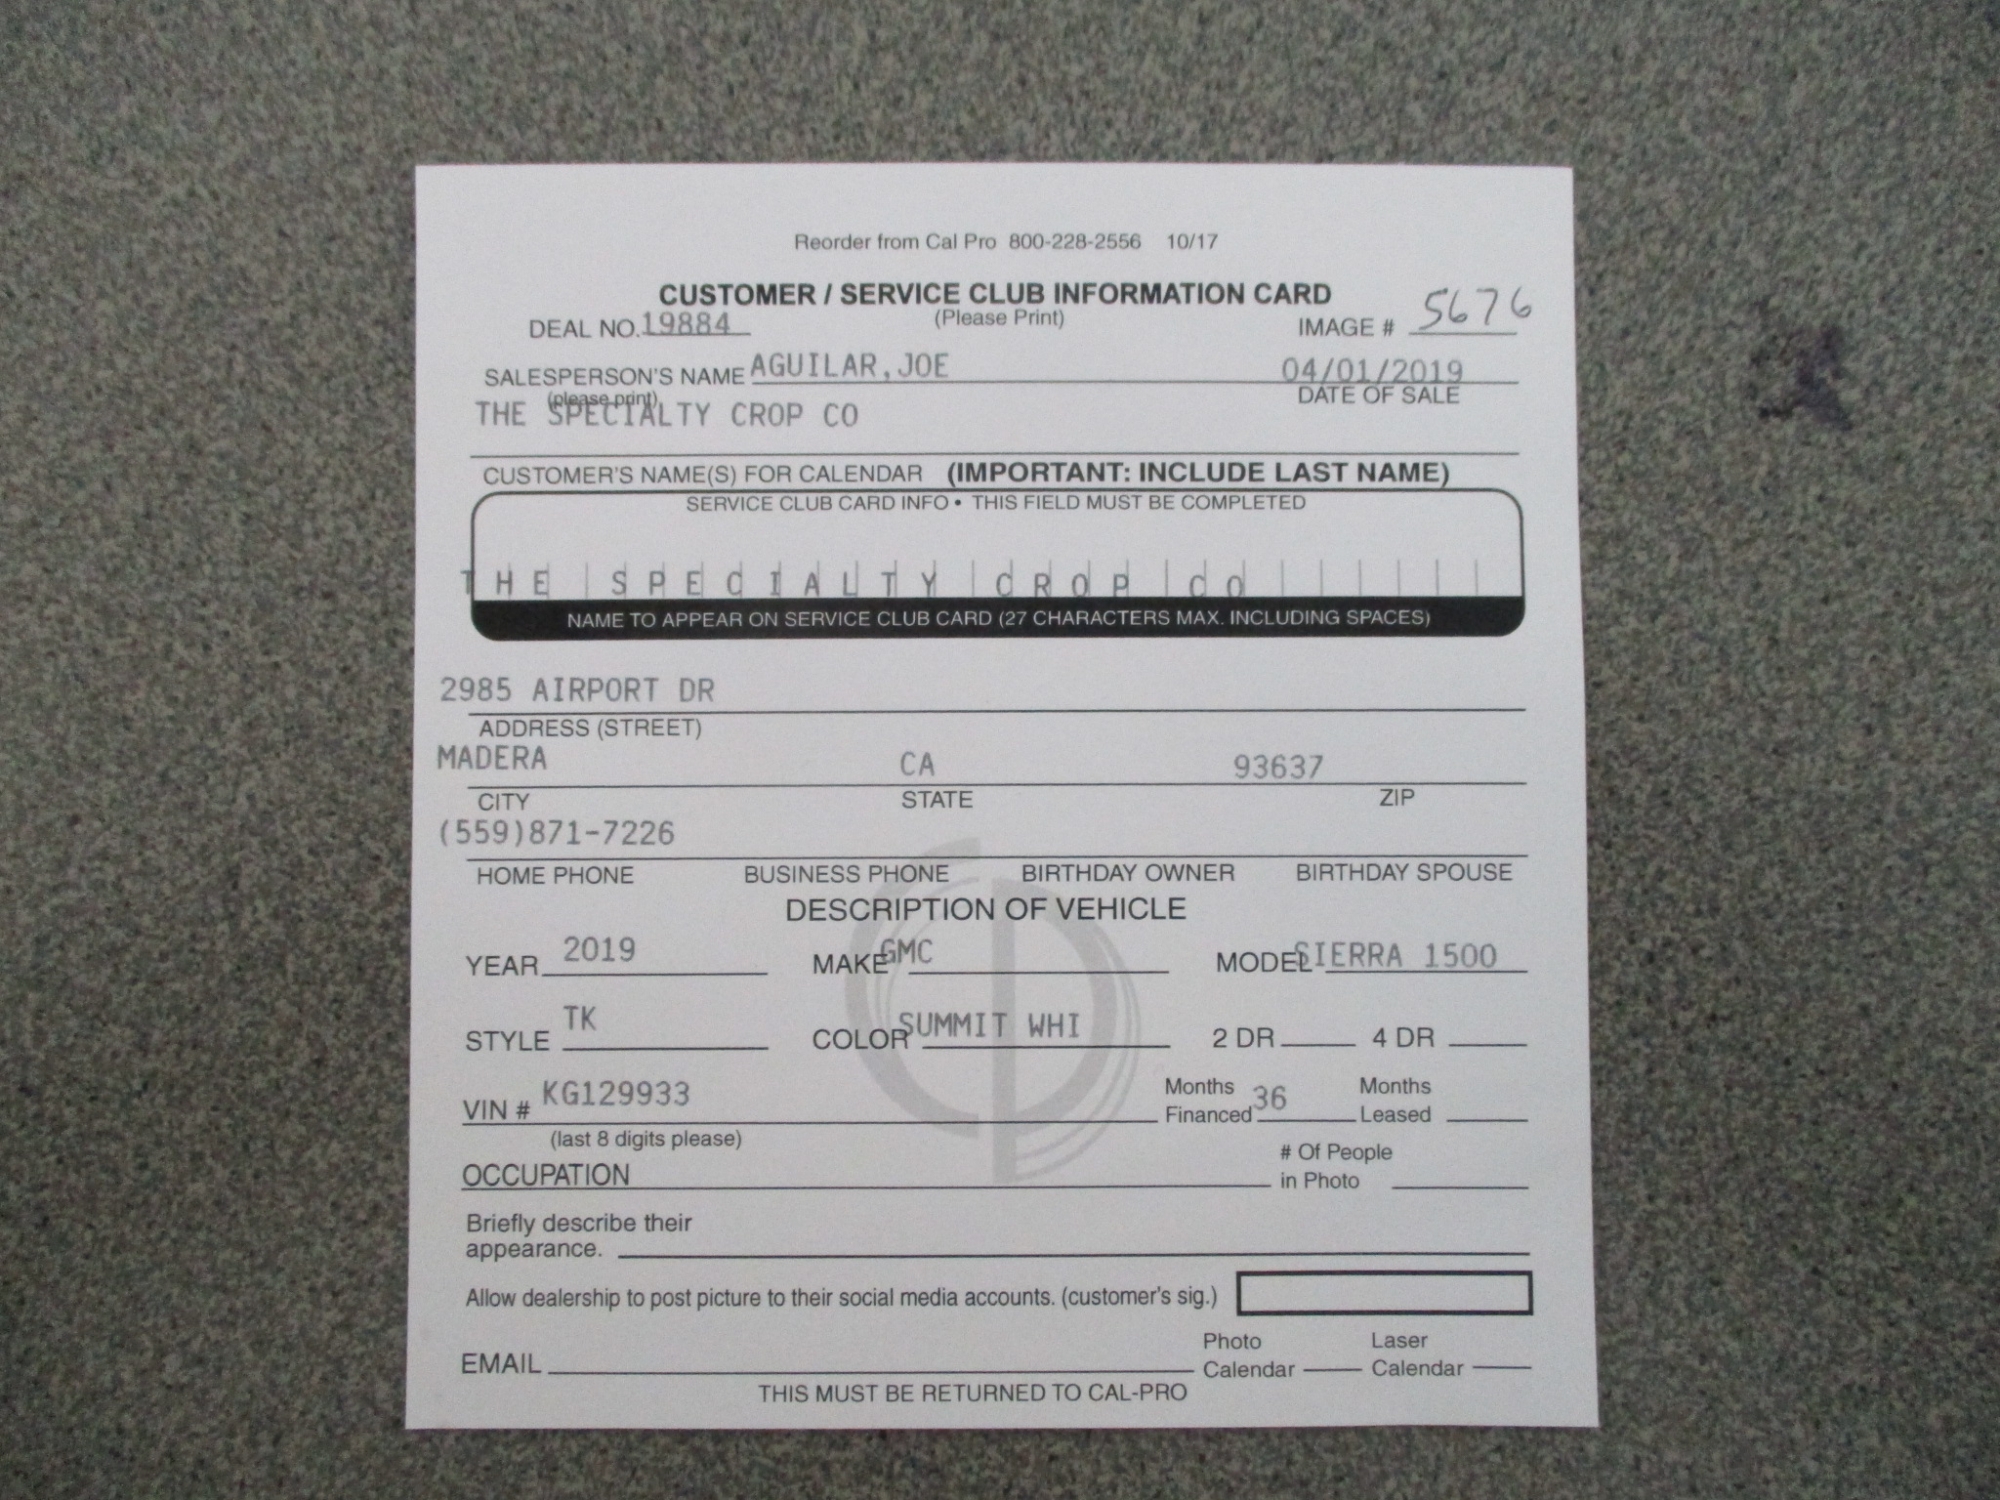 Reorder from Cal Pro 800-228-2556 10/17
CUSTOMER / SERVICE CLUB INFORMATION CARD
(Please Print)
DEAL NO. 19884 IMAGE # 5676
SALESPERSON'S NAME AGUILAR,JOE 04/01/2019
(please print) DATE OF SALE
THE SPECIALTY CROP CO
CUSTOMER'S NAME(S) FOR CALENDAR (IMPORTANT: INCLUDE LAST NAME)
SERVICE CLUB CARD INFO • THIS FIELD MUST BE COMPLETED
THE SPECIALTY CROP CO
NAME TO APPEAR ON SERVICE CLUB CARD (27 CHARACTERS MAX. INCLUDING SPACES)
2985 AIRPORT DR
ADDRESS (STREET)
MADERA CA 93637
CITY STATE ZIP
(559)871-7226
HOME PHONE BUSINESS PHONE BIRTHDAY OWNER BIRTHDAY SPOUSE
DESCRIPTION OF VEHICLE
YEAR 2019 MAKE GMC MODEL SIERRA 1500
STYLE TK COLOR SUMMIT WHI 2 DR 4 DR
VIN # KG129933 Months Financed 36 Months Leased
(last 8 digits please)
OCCUPATION # Of People in Photo
Briefly describe their
appearance.
Allow dealership to post picture to their social media accounts. (customer's sig.)
EMAIL Photo Calendar Laser Calendar
THIS MUST BE RETURNED TO CAL-PRO